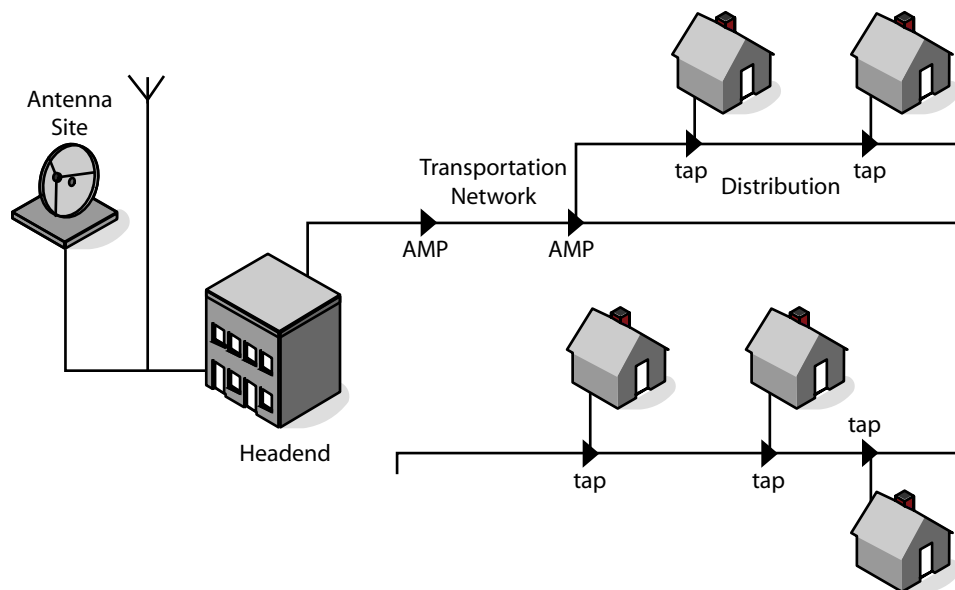 Antenna
Site
Transportation
Network
tap
tap
Distribution
AMP
AMP
Headend
tap
tap
tap